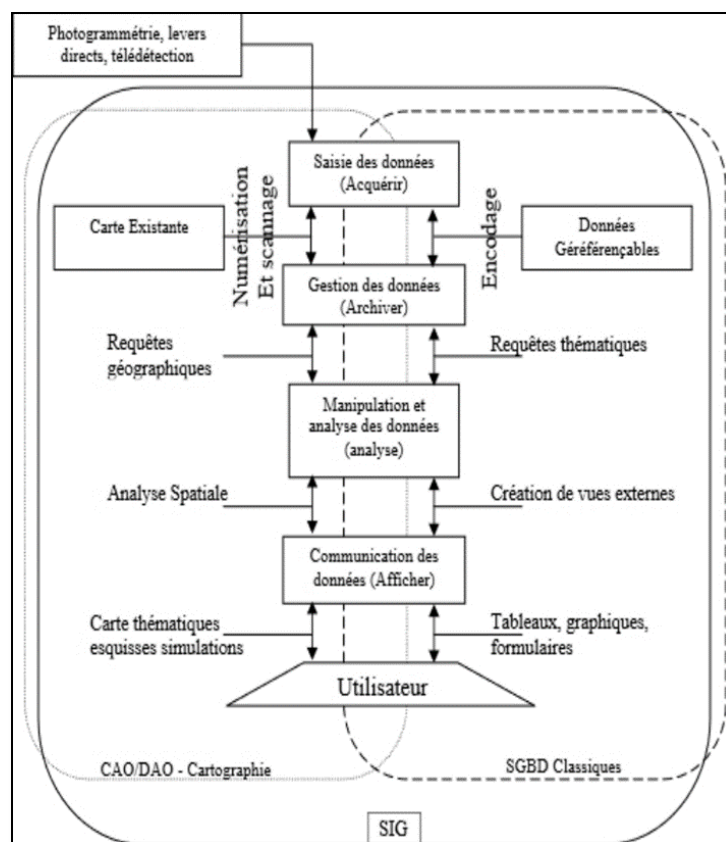 Photogrammétrie, levers
directs, télédétection
Saisie des données
(Acquérir)
Numérisation
Et scannage
Encodage
Carte Existante
Données
Géréférençables
Gestion des données
(Archiver)
Requêtes
géographiques
Requêtes thématiques
Manipulation et
analyse des données
(analyse)
Analyse Spatiale
Création de vues externes
Communication des
données (Afficher)
Carte thématiques
esquisses simulations
Tableaux, graphiques,
formulaires
Utilisateur
CAO/DAO - Cartographie
SGBD Classiques
SIG